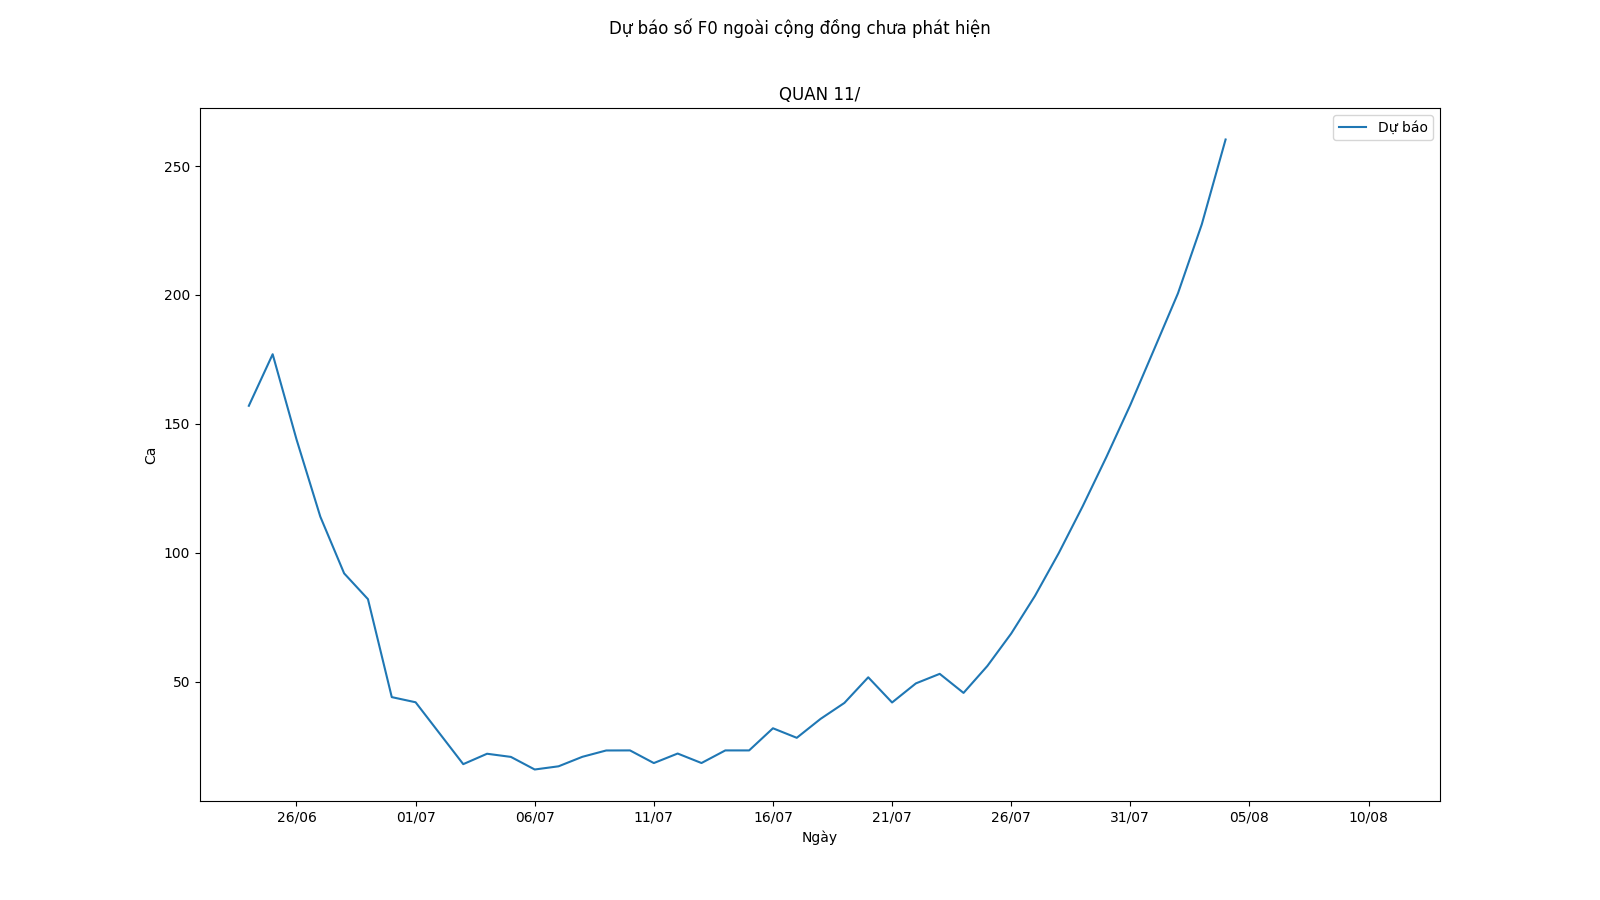 Dự báo số F0 ngoài cộng đồng chưa phát hiện
QUAN 11/
Dự báo
250
200
150
100
50
Ca
26/06 01/07 06/07 11/07 16/07 21/07 26/07 31/07 05/08 10/08
Ngày